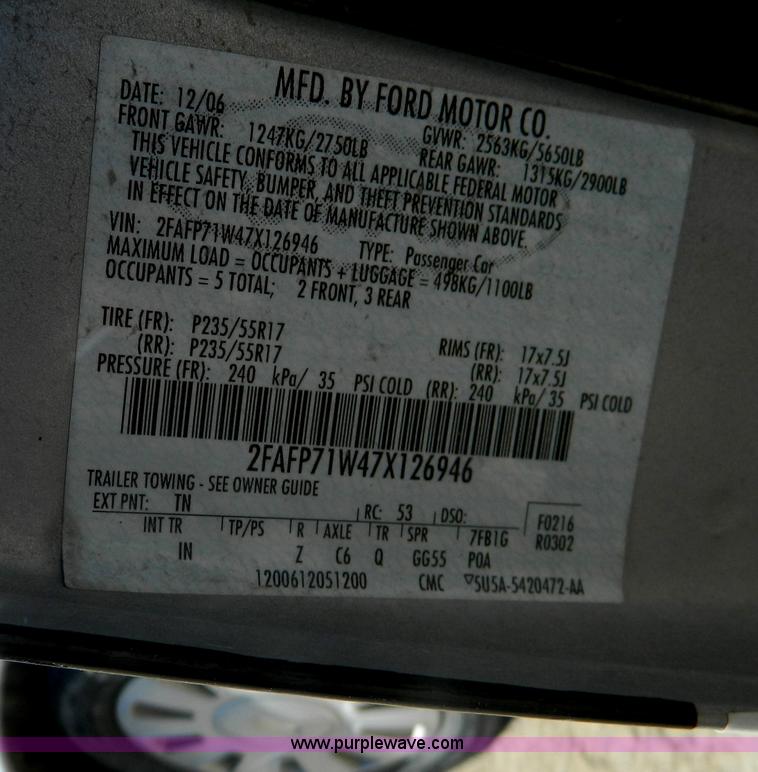 MFD. BY FORD MOTOR CO.
DATE: 12/06 GVWR: 2563KG/5650LB
FRONT GAWR: 1247KG/2750LB REAR GAWR: 1315KG/2900LB
THIS VEHICLE CONFORMS TO ALL APPLICABLE FEDERAL MOTOR
VEHICLE SAFETY, BUMPER, AND THEFT PREVENTION STANDARDS
IN EFFECT ON THE DATE OF MANUFACTURE SHOWN ABOVE.
VIN: 2FAFP71W47X126946 TYPE: Passenger Car
MAXIMUM LOAD = OCCUPANTS + LUGGAGE = 498KG/1100LB
OCCUPANTS = 5 TOTAL; 2 FRONT, 3 REAR
TIRE (FR): P235/55R17 RIMS (FR): 17x7.5J
(RR): P235/55R17 (RR): 17x7.5J
PRESSURE (FR): 240 kPa/ 35 PSI COLD (RR): 240 kPa/ 35 PSI COLD
2FAFP71W47X126946
TRAILER TOWING - SEE OWNER GUIDE
EXT PNT: TN RC: 53 DSO: F0216
INT TR TP/PS R AXLE TR SPR 7FB1G R0302
IN Z C6 Q GG55 POA
1200612051200 CMC ▽5U5A-5420472-AA
www.purplewave.com